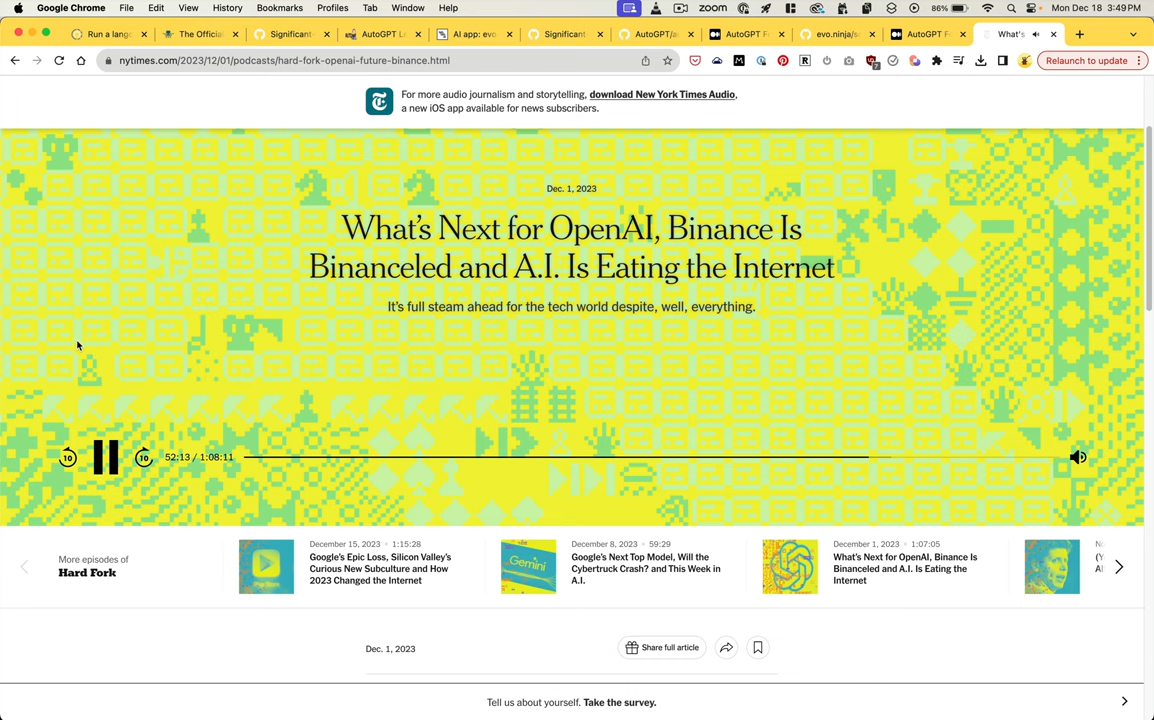 Google Chrome File Edit View History Bookmarks Profiles Tab Window Help zoom 86% Mon Dec 18 3:49 PM
Run a lang The Officia Significant- AutoGPT Le AI app: evo Significant AutoGPT/a AutoGPT F evo.ninja/s AutoGPT F What's
nytimes.com/2023/12/01/podcasts/hard-fork-openai-future-binance.html 7 Relaunch to update
For more audio journalism and storytelling, download New York Times Audio,
a new iOS app available for news subscribers.
Dec. 1, 2023
What's Next for OpenAI, Binance Is
Binanceled and A.I. Is Eating the Internet
It's full steam ahead for the tech world despite, well, everything.
10 10 52:13 / 1:08:11
More episodes of
Hard Fork
December 15, 2023 • 1:15:28
Google's Epic Loss, Silicon Valley's
Curious New Subculture and How
2023 Changed the Internet
Gemini
December 8, 2023 • 59:29
Google's Next Top Model, Will the
Cybertruck Crash? and This Week in
A.I.
December 1, 2023 • 1:07:05
What's Next for OpenAI, Binance Is
Binanceled and A.I. Is Eating the
Internet
Dec. 1, 2023
Share full article
Tell us about yourself. Take the survey.